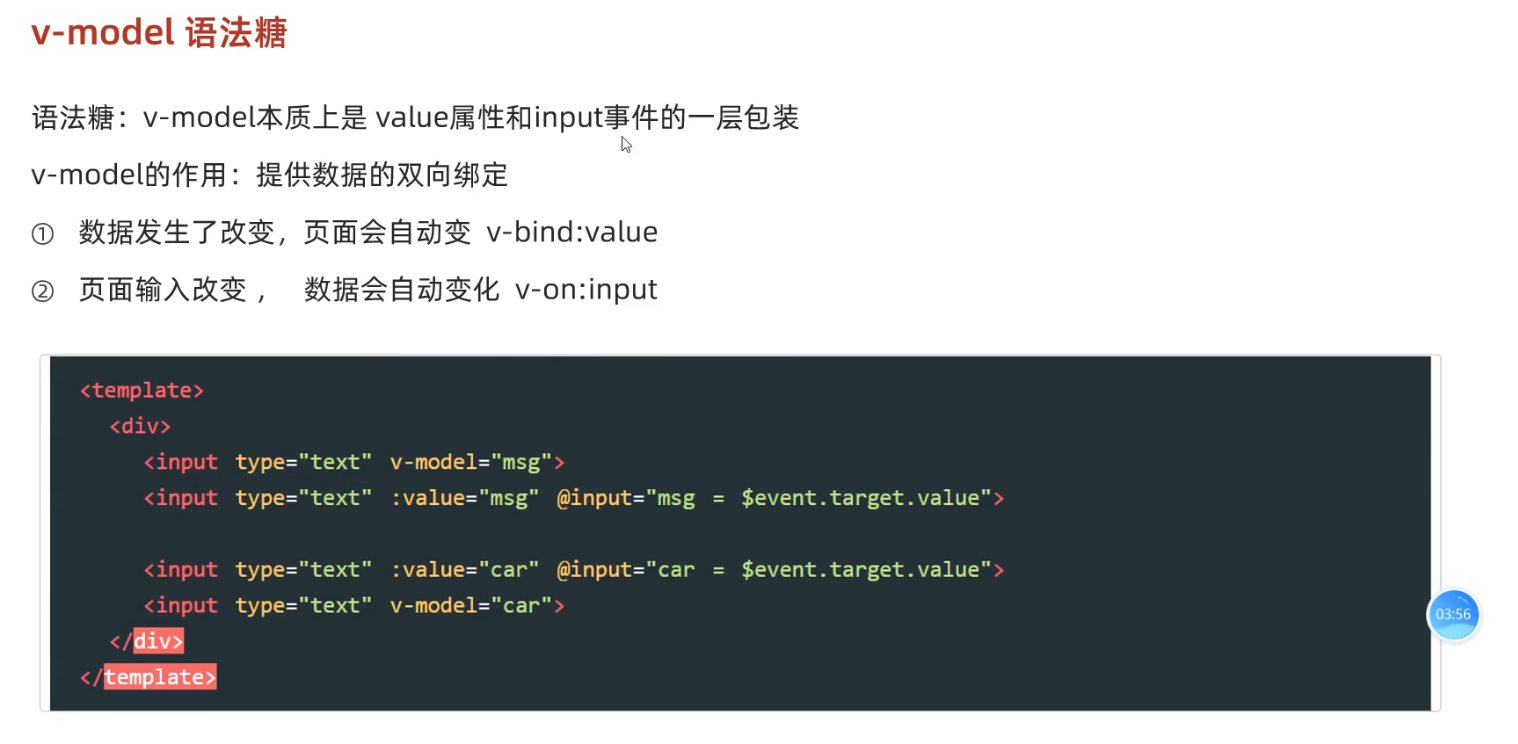 v-model 语法糖
语法糖：v-model本质上是 value属性和input事件的一层包装
v-model的作用：提供数据的双向绑定
① 数据发生了改变，页面会自动变 v-bind:value
② 页面输入改变 ， 数据会自动变化 v-on:input
<template>
<div>
<input type="text" v-model="msg">
<input type="text" :value="msg" @input="msg = $event.target.value">
<input type="text" :value="car" @input="car = $event.target.value">
<input type="text" v-model="car">
</div>
</template>
03:56